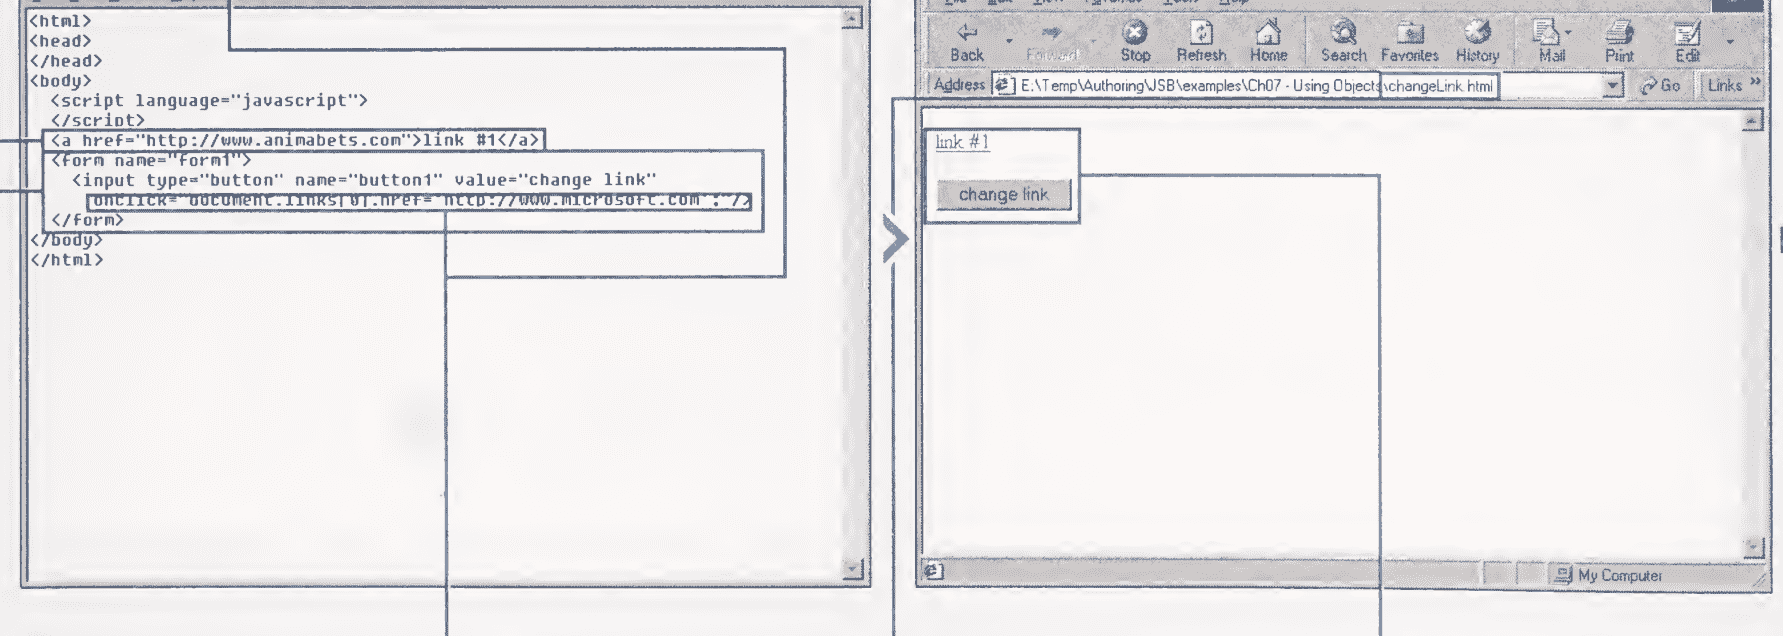 <html>
<head>
</head>
<body>
<script language="javascript">
</script>
<a href="http://www.animabets.com">link #1</a>
<form name="form1">
<input type="button" name="button1" value="change link"
onclick="document.links[0].href='http://www.microsoft.com';"/>
</form>
</body>
</html>
Back Forward Stop Refresh Home Search Favorites History Mail Print Edit
Address E:\Temp\Authoring\JSB\examples\Ch07 - Using Objects\changeLink.html Go Links »
link #1
change link
My Computer